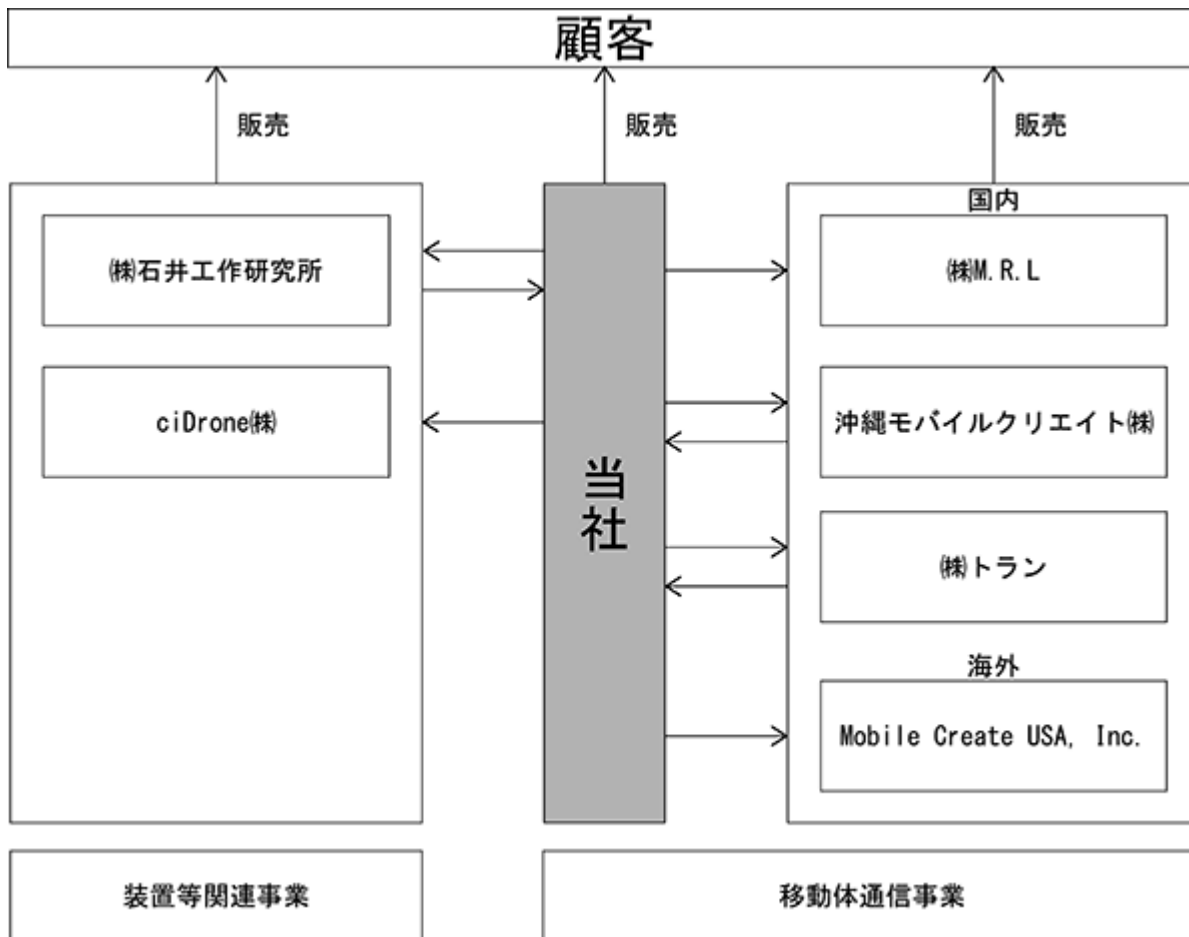 顧客
販売
販売
販売
国内
㈱石井工作研究所
㈱M.R.L
ciDrone㈱
沖縄モバイルクリエイト㈱
当社
㈱トラン
海外
Mobile Create USA, Inc.
装置等関連事業
移動体通信事業